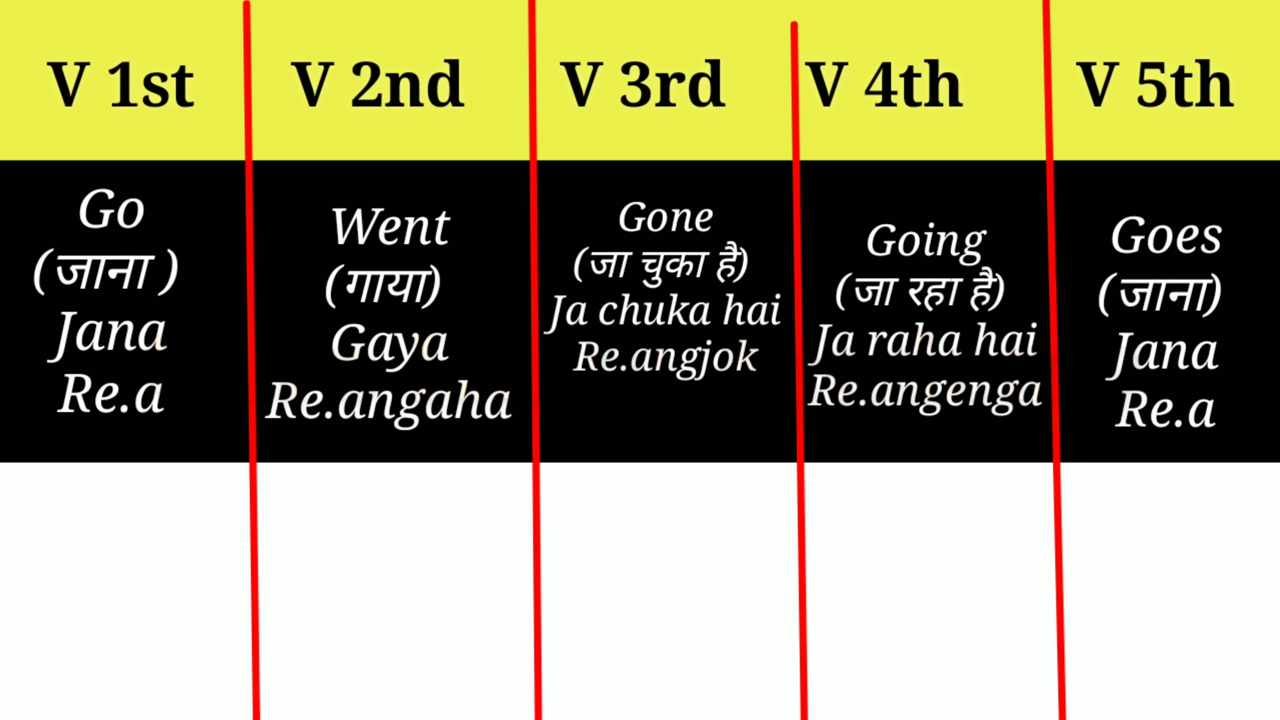 V 1st
V 2nd
V 3rd
V 4th
V 5th
Go
(जाना )
Jana
Re.a
Went
(गाया)
Gaya
Re.angaha
Gone
(जा चुका है)
Ja chuka hai
Re.angjok
Going
(जा रहा है)
Ja raha hai
Re.angenga
Goes
(जाना)
Jana
Re.a